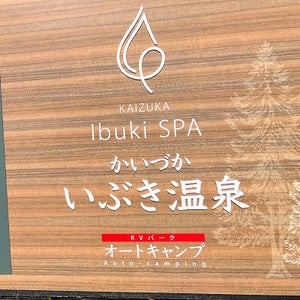 KAIZUKA
Ibuki SPA
かいづか
いぶき温泉
RVパーク
オートキャンプ
Auto-camping